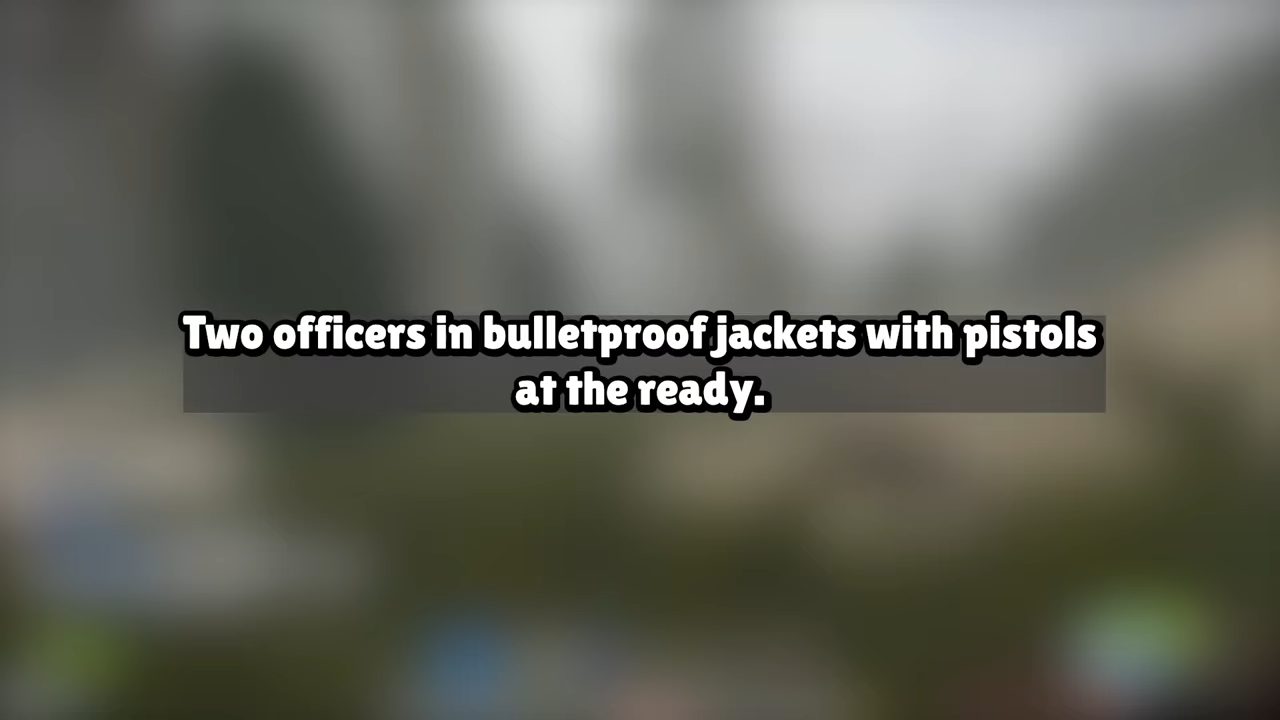 Two officers in bulletproof jackets with pistols
at the ready.